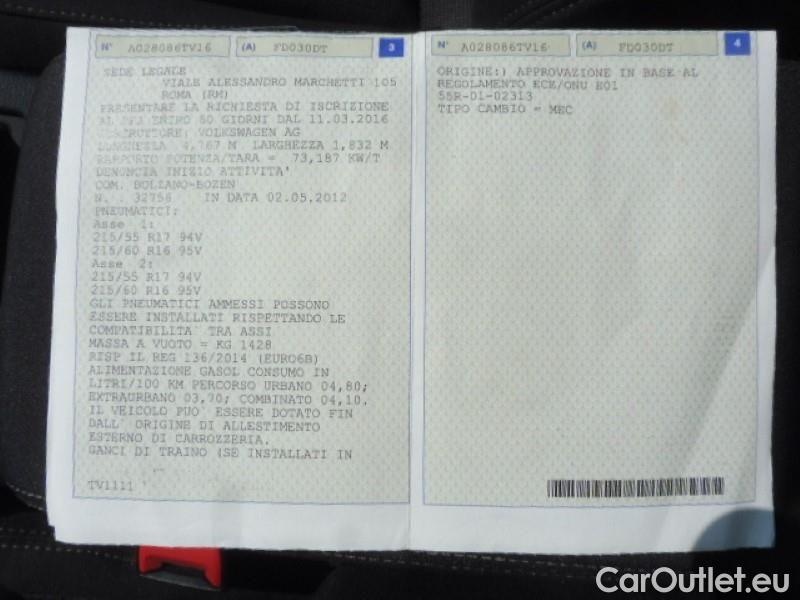 N° A028086TV16 (A) FD030DT 3
SEDE LEGALE
VIALE ALESSANDRO MARCHETTI 105
ROMA (RM)
PRESENTARE LA RICHIESTA DI ISCRIZIONE
AL PRA ENTRO 60 GIORNI DAL 11.03.2016
COSTRUTTORE: VOLKSWAGEN AG
LUNGHEZZA 4,767 M LARGHEZZA 1,832 M
RAPPORTO POTENZA/TARA = 73,187 KW/T
DENUNCIA INIZIO ATTIVITA'
COM. BOLZANO-BOZEN
N. : 32758 IN DATA 02.05.2012
PNEUMATICI:
Asse 1:
215/55 R17 94V
215/60 R16 95V
Asse 2:
215/55 R17 94V
215/60 R16 95V
GLI PNEUMATICI AMMESSI POSSONO
ESSERE INSTALLATI RISPETTANDO LE
COMPATIBILITA` TRA ASSI
MASSA A VUOTO = KG 1428
RISP IL REG 136/2014 (EURO6B)
ALIMENTAZIONE GASOL CONSUMO IN
LITRI/100 KM PERCORSO URBANO 04,80;
EXTRAURBANO 03,70; COMBINATO 04,10.
IL VEICOLO PUO` ESSERE DOTATO FIN
DALL` ORIGINE DI ALLESTIMENTO
ESTERNO DI CARROZZERIA.
GANCI DI TRAINO (SE INSTALLATI IN
TV1111
N° A028086TV16 (A) FD030DT 4
ORIGINE:) APPROVAZIONE IN BASE AL
REGOLAMENTO ECE/ONU E01
55R-01-02313
TIPO CAMBIO = MEC
CarOutlet.eu